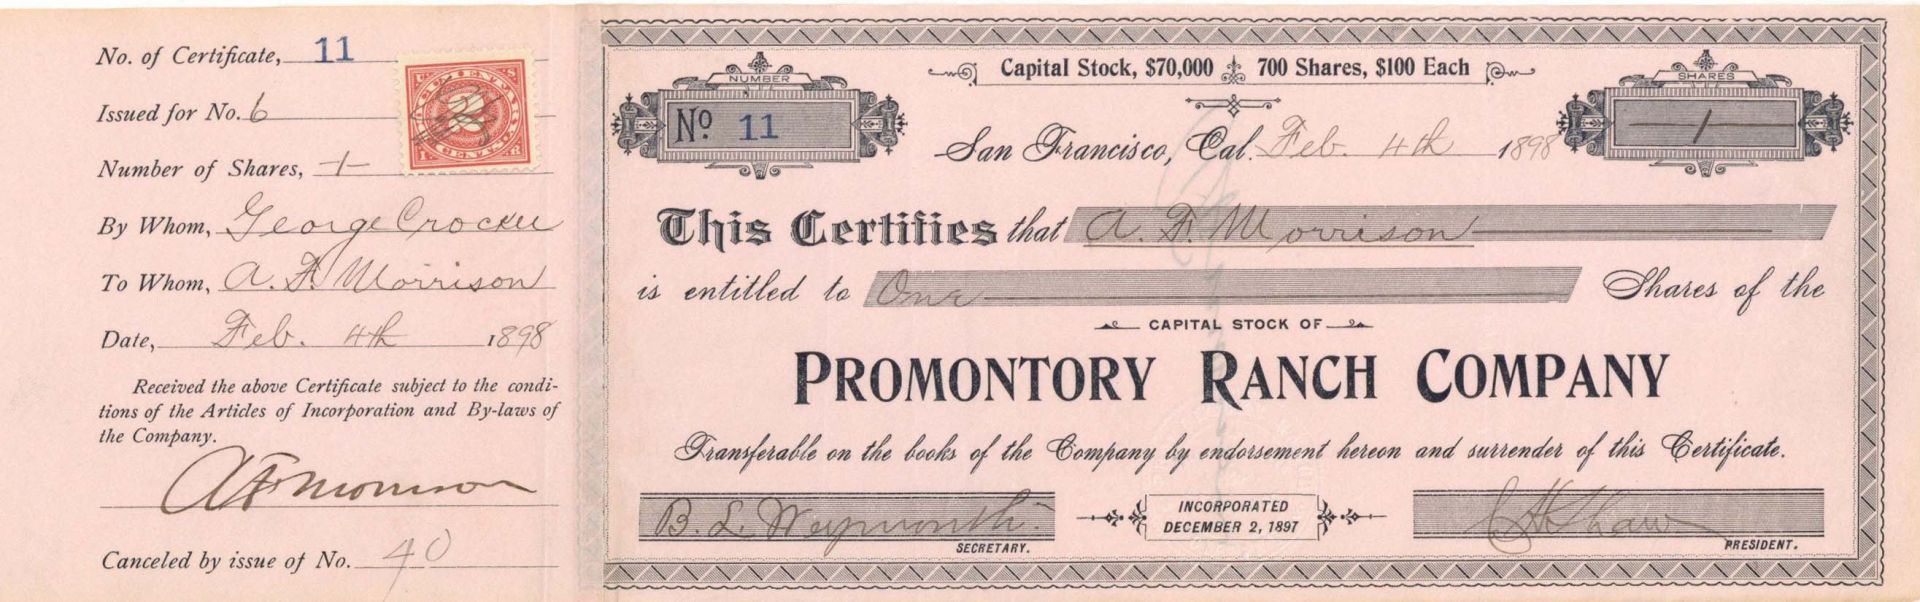 No. of Certificate, 11
Issued for No. 6
Number of Shares, 1
By Whom, George Crocker
To Whom, A. F. Morrison
Date, Feb. 4th 1898
Received the above Certificate subject to the condi-
tions of the Articles of Incorporation and By-laws of
the Company.
A F Morrison
Canceled by issue of No. 40
U. S.
DOCUMENTARY
2
CENTS
NUMBER
No 11
Capital Stock, $70,000 700 Shares, $100 Each
SHARES
1
San Francisco, Cal. Feb. 4th 1898
This Certifies that A. F. Morrison
is entitled to One Shares of the
CAPITAL STOCK OF
PROMONTORY RANCH COMPANY
Transferable on the books of the Company by endorsement hereon and surrender of this Certificate.
B. L. Weymouth.
SECRETARY.
INCORPORATED
DECEMBER 2, 1897
C H Shaw
PRESIDENT.